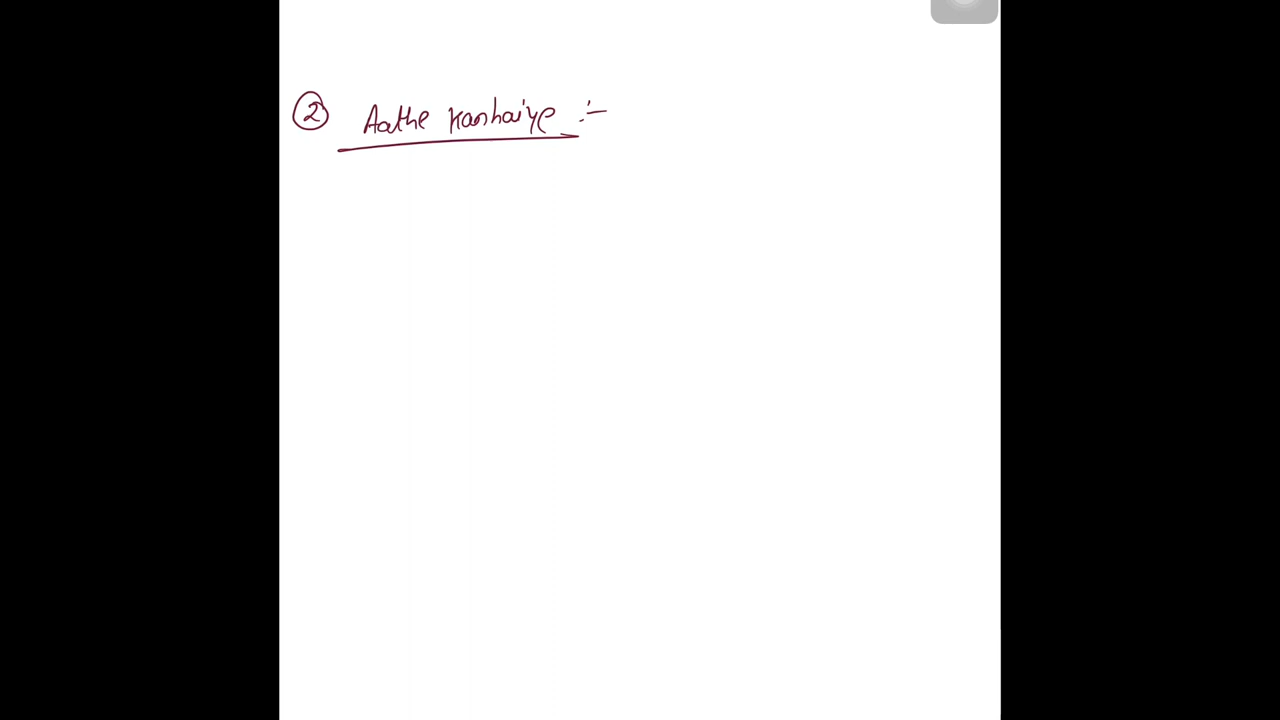 ② Aathe Kanhaiye :-